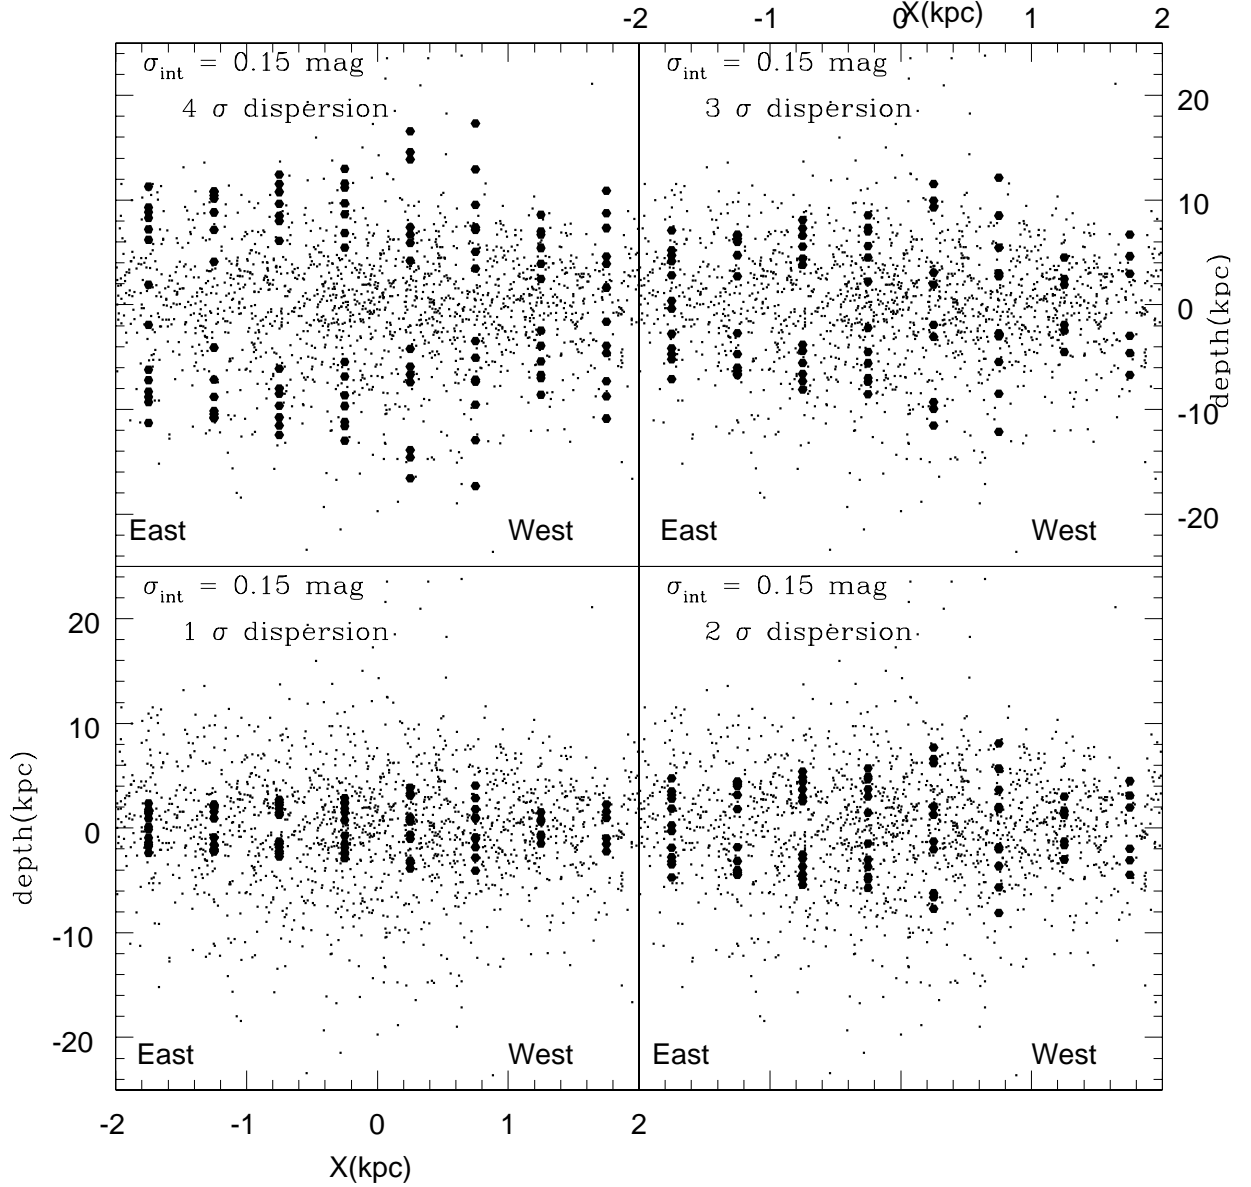 -2 -1 0 X(kpc) 1 2
σint = 0.15 mag
4 σ dispersion
σint = 0.15 mag
3 σ dispersion
20
10
0
-10
-20
depth(kpc)
East West
East West
σint = 0.15 mag
1 σ dispersion
σint = 0.15 mag
2 σ dispersion
20
10
0
-10
-20
depth(kpc)
East West
East West
-2 -1 0 1 2
X(kpc)